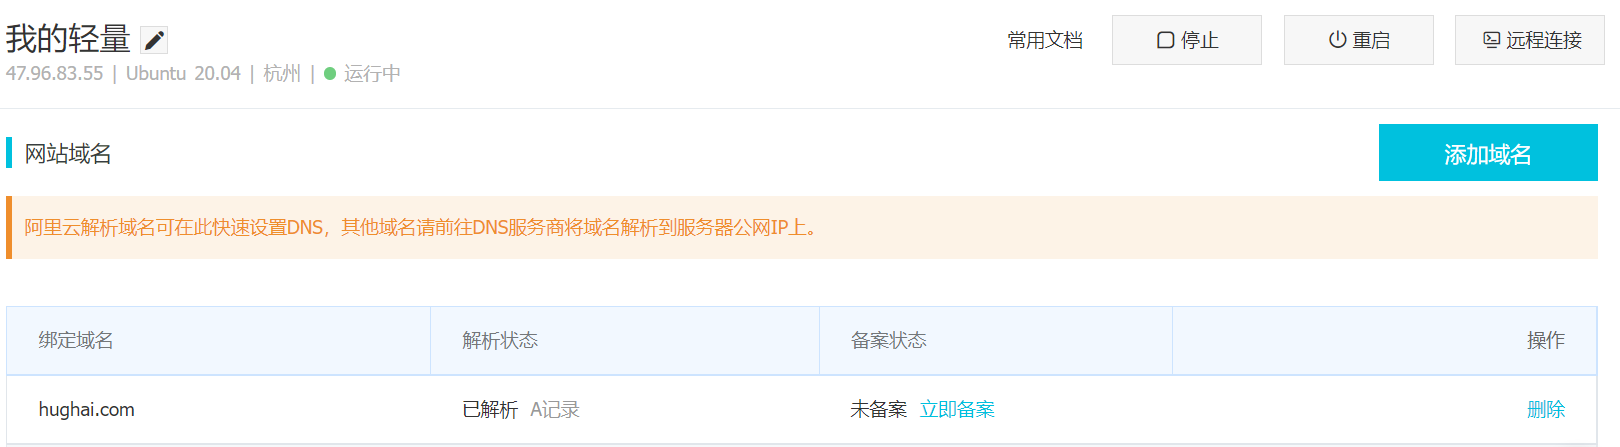 我的轻量
常用文档 停止 重启 远程连接
47.96.83.55 | Ubuntu 20.04 | 杭州 | 运行中
网站域名
添加域名
阿里云解析域名可在此快速设置DNS，其他域名请前往DNS服务商将域名解析到服务器公网IP上。
绑定域名 解析状态 备案状态 操作
hughai.com 已解析 A记录 未备案 立即备案 删除